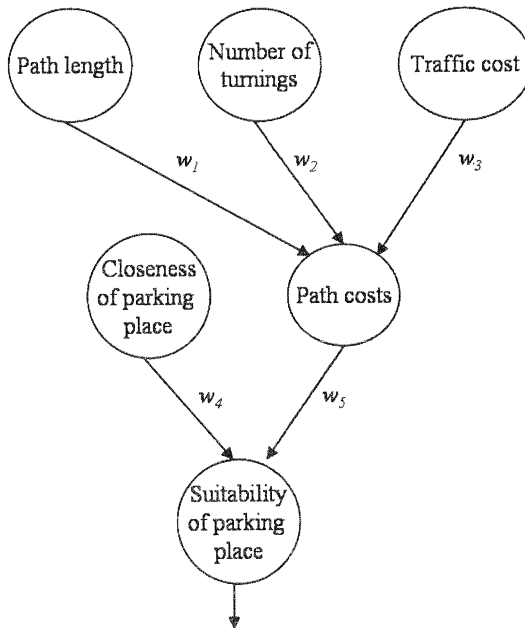 Path length
Number of
turnings
Traffic cost
w₁
w₂
w₃
Closeness
of parking
place
Path costs
w₄
w₅
Suitability
of parking
place